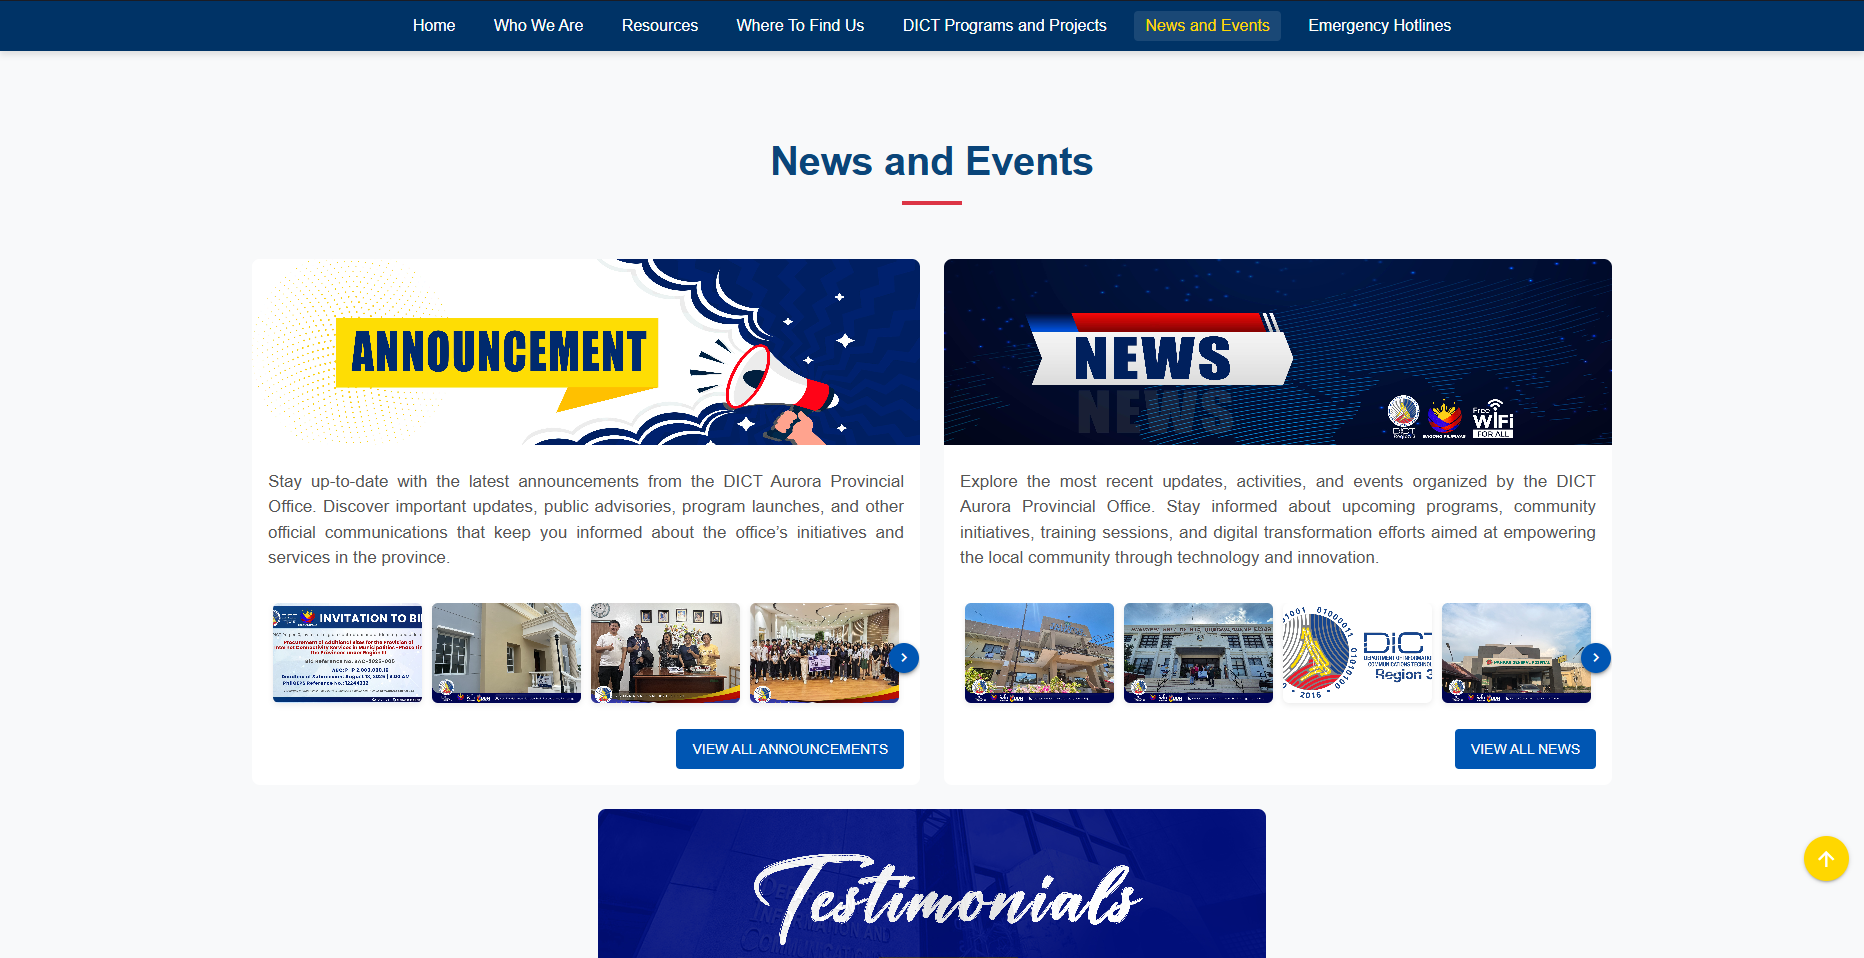 Home Who We Are Resources Where To Find Us DICT Programs and Projects News and Events Emergency Hotlines
News and Events
ANNOUNCEMENT
Stay up-to-date with the latest announcements from the DICT Aurora Provincial
Office. Discover important updates, public advisories, program launches, and other
official communications that keep you informed about the office’s initiatives and
services in the province.
INVITATION TO BI
VIEW ALL ANNOUNCEMENTS
NEWS
NEWS
DICT
Region 3
BAGONG PILIPINAS
Free
WiFi
FOR ALL
Explore the most recent updates, activities, and events organized by the DICT
Aurora Provincial Office. Stay informed about upcoming programs, community
initiatives, training sessions, and digital transformation efforts aimed at empowering
the local community through technology and innovation.
DICT
Region 3
2016
VIEW ALL NEWS
Testimonials